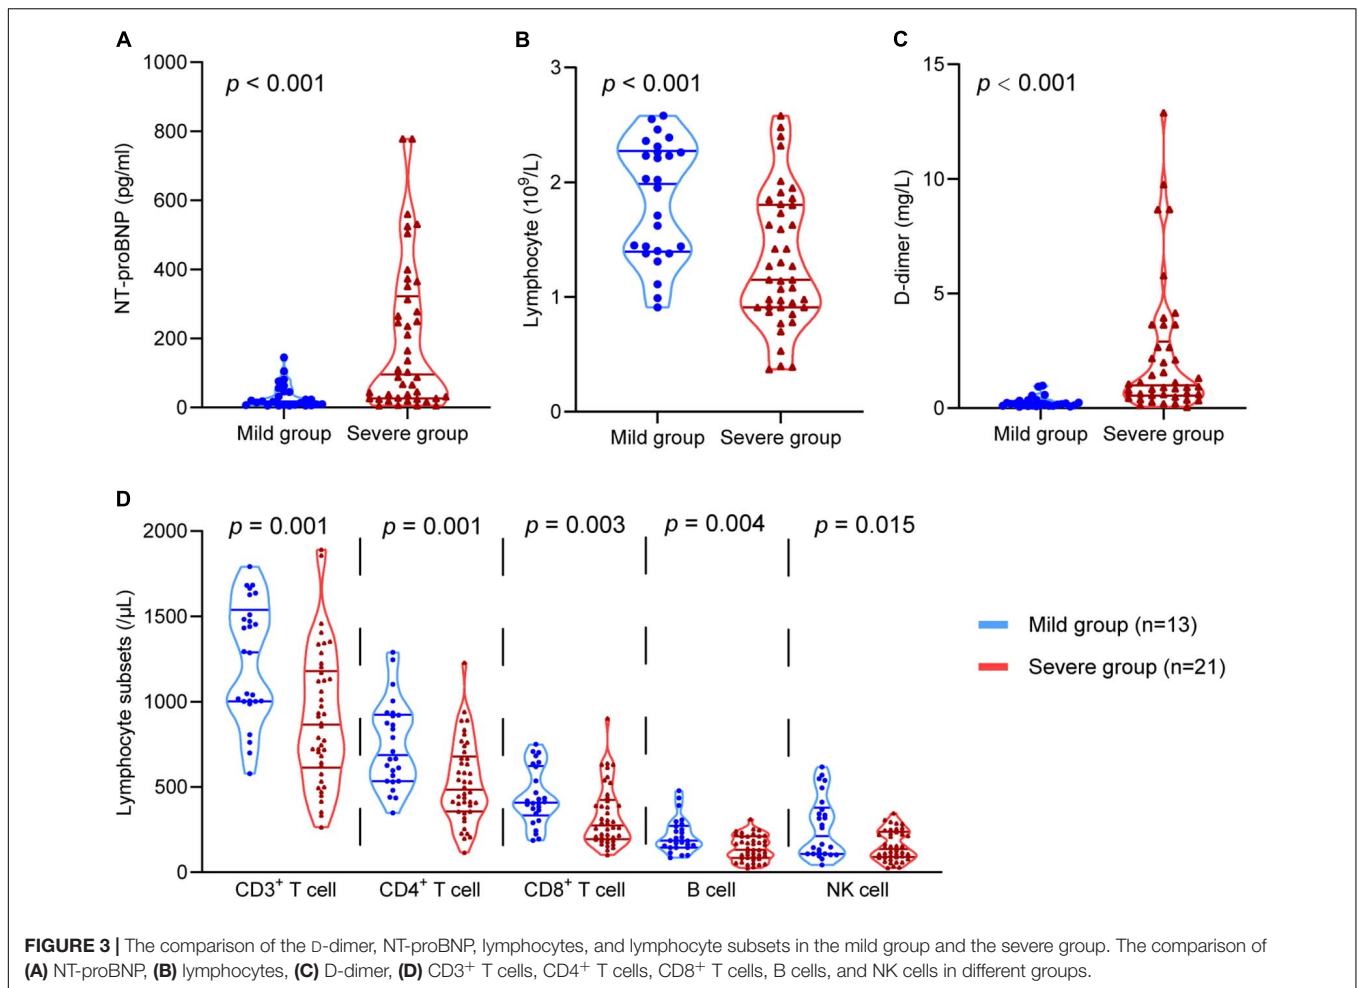 A
1000
800
600
400
200
0
NT-proBNP (pg/ml)
p < 0.001
Mild group
Severe group
B
3
2
1
0
Lymphocyte (10⁹/L)
p < 0.001
Mild group
Severe group
C
15
10
5
0
D-dimer (mg/L)
p < 0.001
Mild group
Severe group
D
2000
1500
1000
500
0
Lymphocyte subsets (/μL)
p = 0.001
p = 0.001
p = 0.003
p = 0.004
p = 0.015
CD3⁺ T cell
CD4⁺ T cell
CD8⁺ T cell
B cell
NK cell
Mild group (n=13)
Severe group (n=21)
FIGURE 3 | The comparison of the D-dimer, NT-proBNP, lymphocytes, and lymphocyte subsets in the mild group and the severe group. The comparison of
(A) NT-proBNP, (B) lymphocytes, (C) D-dimer, (D) CD3⁺ T cells, CD4⁺ T cells, CD8⁺ T cells, B cells, and NK cells in different groups.